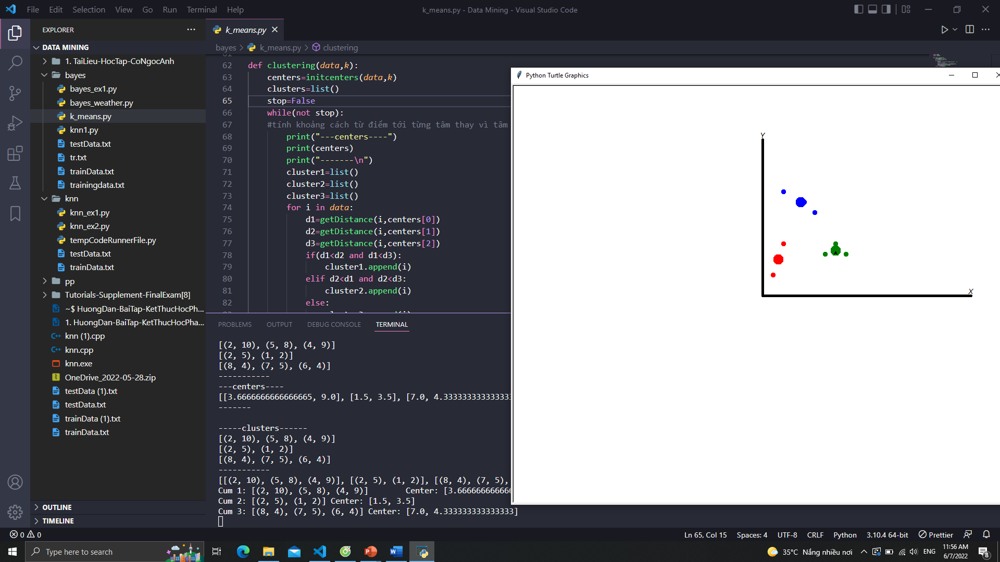 File Edit Selection View Go Run Terminal Help
k_means.py - Data Mining - Visual Studio Code
EXPLORER
DATA MINING
1. TaiLieu-HocTap-CoNgocAnh
bayes
bayes_ex1.py
bayes_weather.py
k_means.py
knn1.py
testData.txt
tr.txt
trainData.txt
trainingdata.txt
knn
knn_ex1.py
knn_ex2.py
tempCodeRunnerFile.py
testData.txt
trainData.txt
pp
Tutorials-Supplement-FinalExam[8]
~$ HuongDan-BaiTap-KetThucHocPh...
1. HuongDan-BaiTap-KetThucHocPha...
knn (1).cpp
knn.cpp
knn.exe
OneDrive_2022-05-28.zip
testData (1).txt
testData.txt
trainData (1).txt
trainData.txt
OUTLINE
TIMELINE
k_means.py
bayes > k_means.py > clustering
62 def clustering(data,k):
63 centers=initcenters(data,k)
64 clusters=list()
65 stop=False
66 while(not stop):
67 #tính khoảng cách từ điểm tới từng tâm thay vì tâm
68 print("---centers----")
69 print(centers)
70 print("-------\n")
71 cluster1=list()
72 cluster2=list()
73 cluster3=list()
74 for i in data:
75 d1=getDistance(i,centers[0])
76 d2=getDistance(i,centers[1])
77 d3=getDistance(i,centers[2])
78 if(d1<d2 and d1<d3):
79 cluster1.append(i)
80 elif d2<d1 and d2<d3:
81 cluster2.append(i)
82 else:
PROBLEMS OUTPUT DEBUG CONSOLE TERMINAL
[(2, 10), (5, 8), (4, 9)]
[(2, 5), (1, 2)]
[(8, 4), (7, 5), (6, 4)]
-----------
---centers----
[[3.6666666666666665, 9.0], [1.5, 3.5], [7.0, 4.333333333333333
-------
-----clusters------
[(2, 10), (5, 8), (4, 9)]
[(2, 5), (1, 2)]
[(8, 4), (7, 5), (6, 4)]
-----------
[[(2, 10), (5, 8), (4, 9)], [(2, 5), (1, 2)], [(8, 4), (7, 5),
Cum 1: [(2, 10), (5, 8), (4, 9)] Center: [3.666666666666
Cum 2: [(2, 5), (1, 2)] Center: [1.5, 3.5]
Cum 3: [(8, 4), (7, 5), (6, 4)] Center: [7.0, 4.333333333333333]
Python Turtle Graphics
Y
X
0 0
Ln 65, Col 15 Spaces: 4 UTF-8 CRLF Python 3.10.4 64-bit Prettier
Type here to search
35°C Nắng nhiều nơi
ENG
11:56 AM
6/7/2022
8